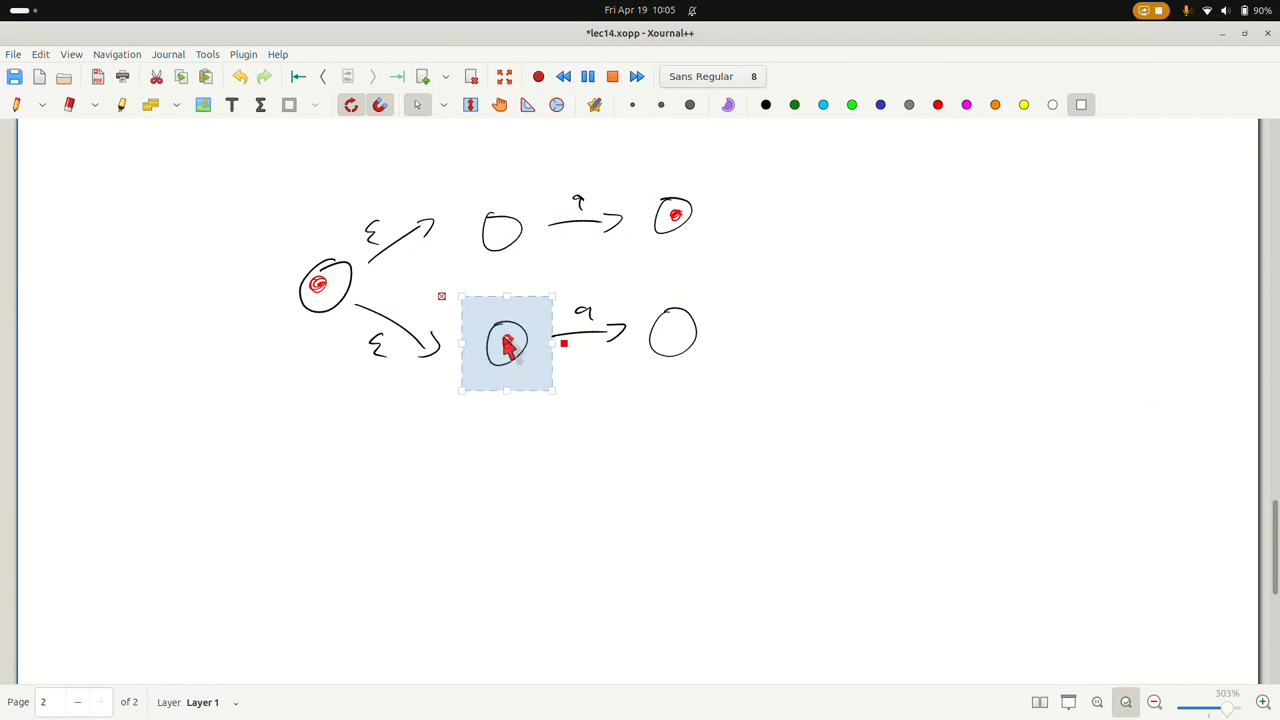 Fri Apr 19 10:05
90%
*lec14.xopp - Xournal++
File Edit View Navigation Journal Tools Plugin Help
Sans Regular 8
a
ε
ε
a
Page 2 of 2 Layer Layer 1
303%